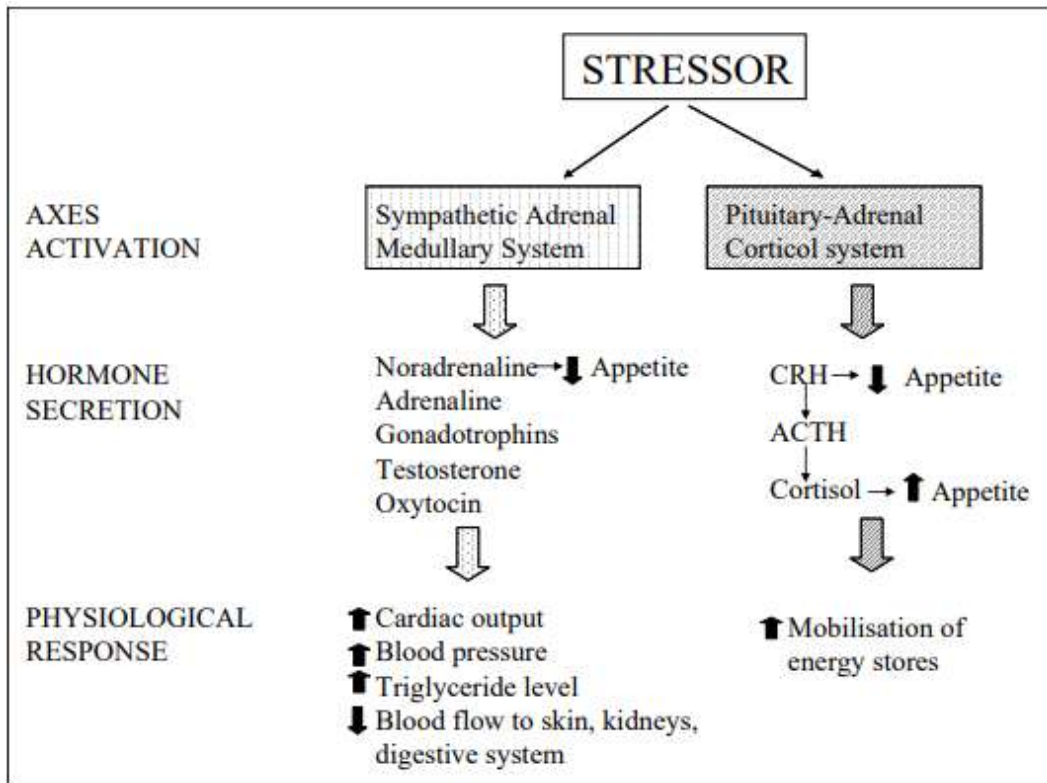 STRESSOR
AXES
ACTIVATION
Sympathetic Adrenal
Medullary System
Pituitary-Adrenal
Corticol system
HORMONE
SECRETION
Noradrenaline Appetite
Adrenaline
Gonadotrophins
Testosterone
Oxytocin
CRH Appetite
ACTH
Cortisol Appetite
PHYSIOLOGICAL
RESPONSE
Cardiac output
Blood pressure
Triglyceride level
Blood flow to skin, kidneys,
digestive system
Mobilisation of
energy stores